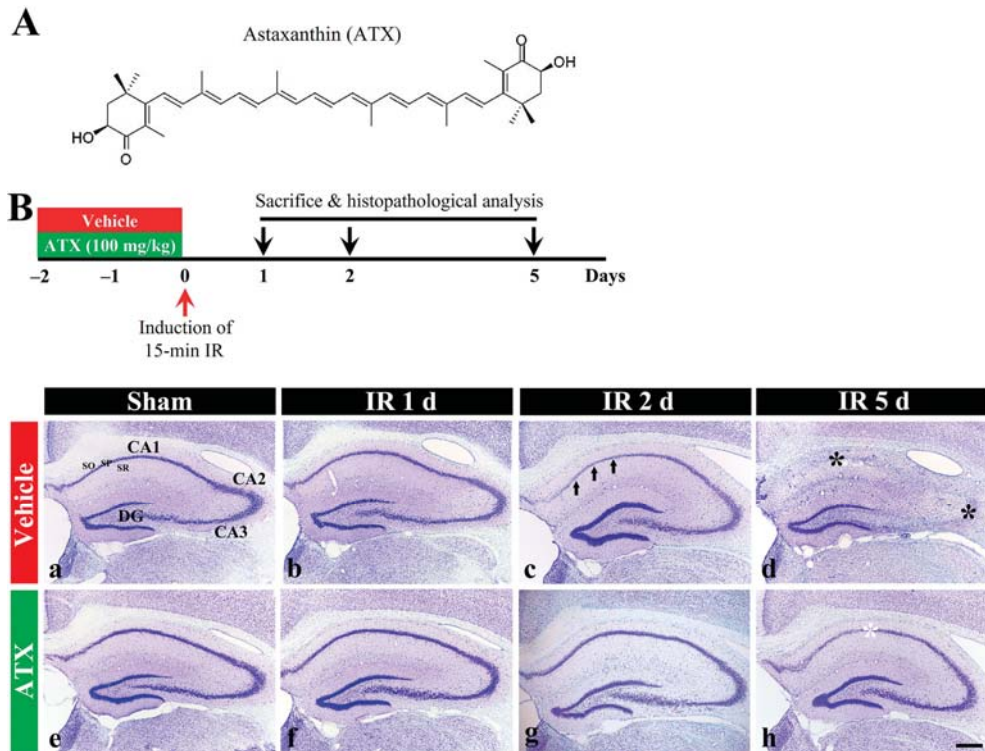 A
Astaxanthin (ATX)
O
OH
HO
O
B
Sacrifice & histopathological analysis
Vehicle
ATX (100 mg/kg)
–2 –1 0 1 2 5 Days
Induction of
15-min IR
Sham IR 1 d IR 2 d IR 5 d
Vehicle
CA1
SO SP SR
CA2
DG
CA3
a b c d
* *
ATX
*
e f g h